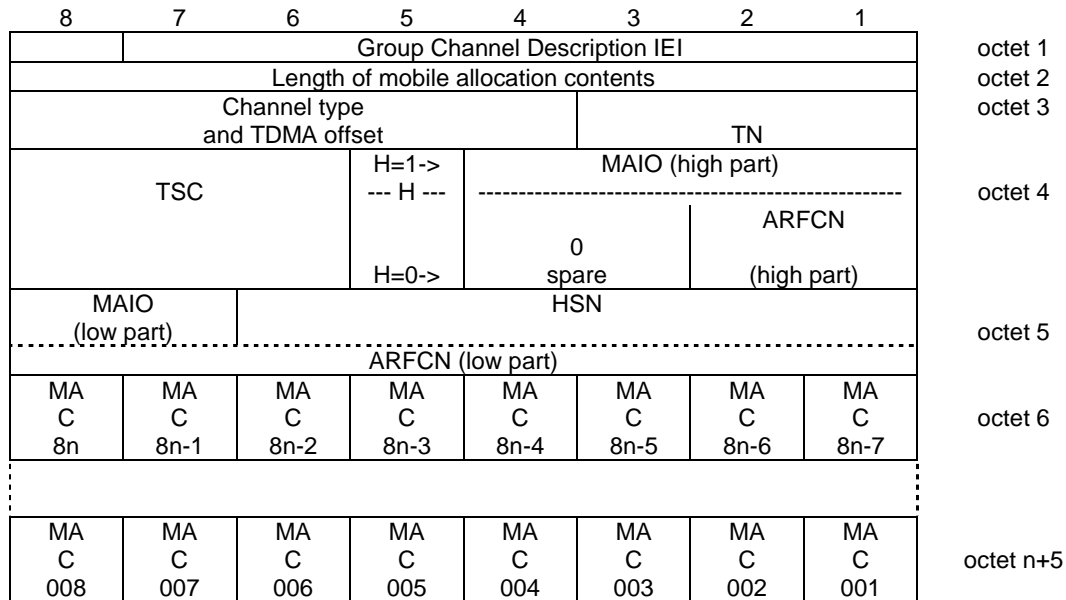 8 7 6 5 4 3 2 1
Group Channel Description IEI octet 1
Length of mobile allocation contents octet 2
Channel type octet 3
and TDMA offset TN
H=1-> MAIO (high part)
TSC --- H --- ----------------------------------------------------- octet 4
ARFCN
0
H=0-> spare (high part)
MAIO HSN
(low part) octet 5
ARFCN (low part)
MA MA MA MA MA MA MA MA
C C C C C C C C octet 6
8n 8n-1 8n-2 8n-3 8n-4 8n-5 8n-6 8n-7
MA MA MA MA MA MA MA MA
C C C C C C C C octet n+5
008 007 006 005 004 003 002 001